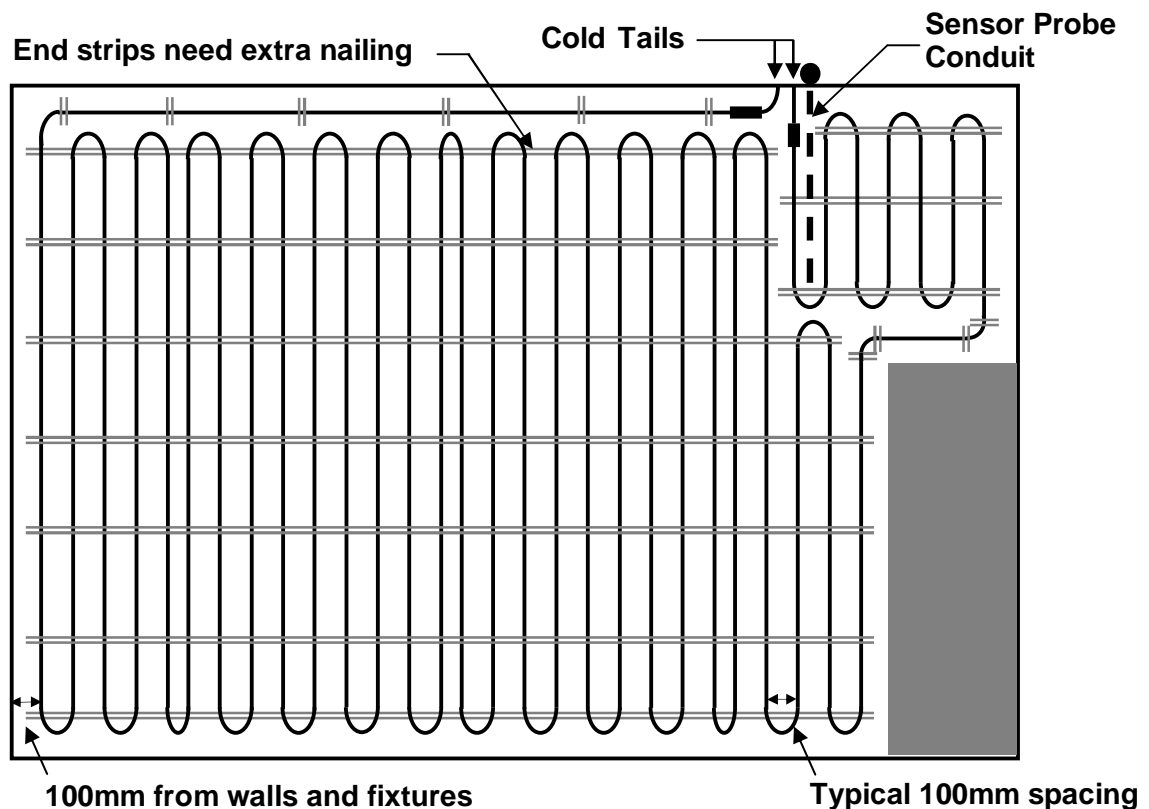 End strips need extra nailing
Cold Tails
Sensor Probe
Conduit
100mm from walls and fixtures
Typical 100mm spacing